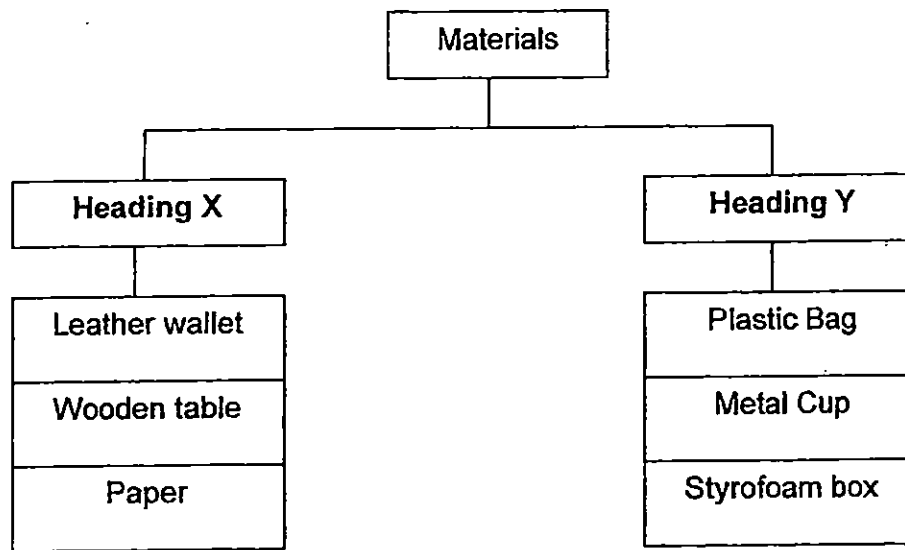 Materials
Heading X
Heading Y
Leather wallet
Wooden table
Paper
Plastic Bag
Metal Cup
Styrofoam box